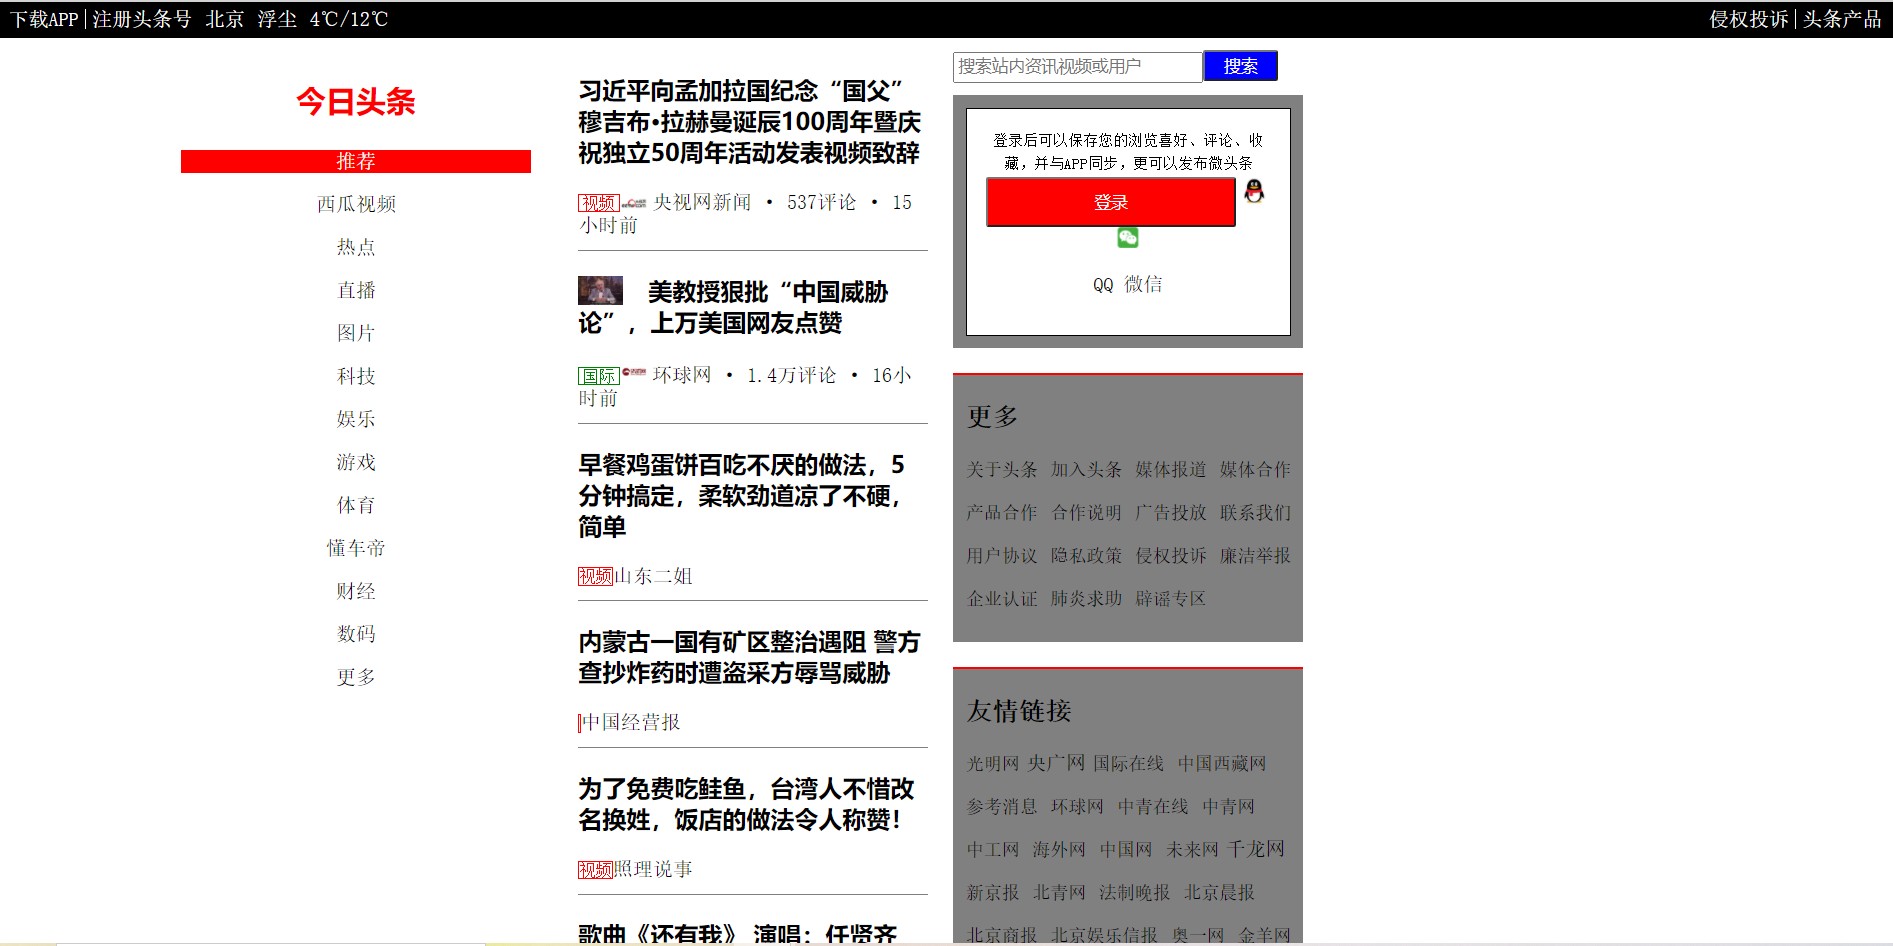 下载APP | 注册头条号 北京 浮尘 4℃/12℃
侵权投诉 | 头条产品
今日头条
推荐
西瓜视频
热点
直播
图片
科技
娱乐
游戏
体育
懂车帝
财经
数码
更多
习近平向孟加拉国纪念“国父”
穆吉布•拉赫曼诞辰100周年暨庆
祝独立50周年活动发表视频致辞
视频 央视网新闻 • 537评论 • 15
小时前
美教授狠批“中国威胁
论”，上万美国网友点赞
国际 环球网 • 1.4万评论 • 16小
时前
早餐鸡蛋饼百吃不厌的做法，5
分钟搞定，柔软劲道凉了不硬，
简单
视频山东二姐
内蒙古一国有矿区整治遇阻 警方
查抄炸药时遭盗采方辱骂威胁
中国经营报
为了免费吃鲑鱼，台湾人不惜改
名换姓，饭店的做法令人称赞！
视频照理说事
歌曲《还有我》 演唱：任贤齐
搜索站内资讯视频或用户 搜索
登录后可以保存您的浏览喜好、评论、收
藏，并与APP同步，更可以发布微头条
登录
QQ 微信
更多
关于头条 加入头条 媒体报道 媒体合作
产品合作 合作说明 广告投放 联系我们
用户协议 隐私政策 侵权投诉 廉洁举报
企业认证 肺炎求助 辟谣专区
友情链接
光明网 央广网 国际在线 中国西藏网
参考消息 环球网 中青在线 中青网
中工网 海外网 中国网 未来网 千龙网
新京报 北青网 法制晚报 北京晨报
北京商报 北京娱乐信报 奥一网 金羊网